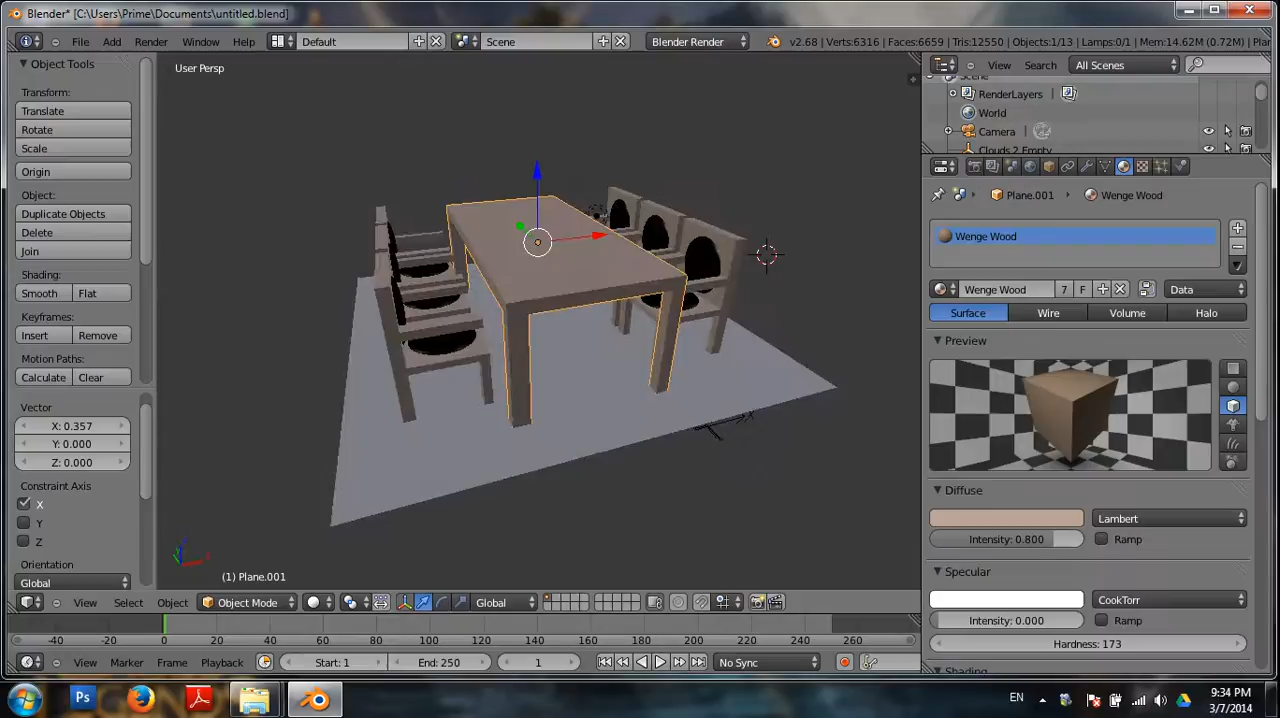 Blender* [C:\Users\Prime\Documents\untitled.blend]
File Add Render Window Help Default Scene Blender Render v2.68 | Verts:6316 | Faces:6659 | Tris:12550 | Objects:1/13 | Lamps:0/1 | Mem:14.62M (0.72M) | Plan
Object Tools
Transform:
Translate
Rotate
Scale
Origin
Object:
Duplicate Objects
Delete
Join
Shading:
Smooth Flat
Keyframes:
Insert Remove
Motion Paths:
Calculate Clear
Vector
X: 0.357
Y: 0.000
Z: 0.000
Constraint Axis
X
Y
Z
Orientation
Global
User Persp
(1) Plane.001
View Select Object Object Mode Global
-40 -20 0 20 40 60 80 100 120 140 160 180 200 220 240 260
View Marker Frame Playback Start: 1 End: 250 1 No Sync
View Search All Scenes
Scene
RenderLayers |
World
Camera |
Clouds 2 Empty
Plane.001 Wenge Wood
Wenge Wood
Wenge Wood 7 F Data
Surface Wire Volume Halo
Preview
Diffuse
Lambert
Intensity: 0.800 Ramp
Specular
CookTorr
Intensity: 0.000 Ramp
Hardness: 173
Shading
Ps
EN
9:34 PM
3/7/2014